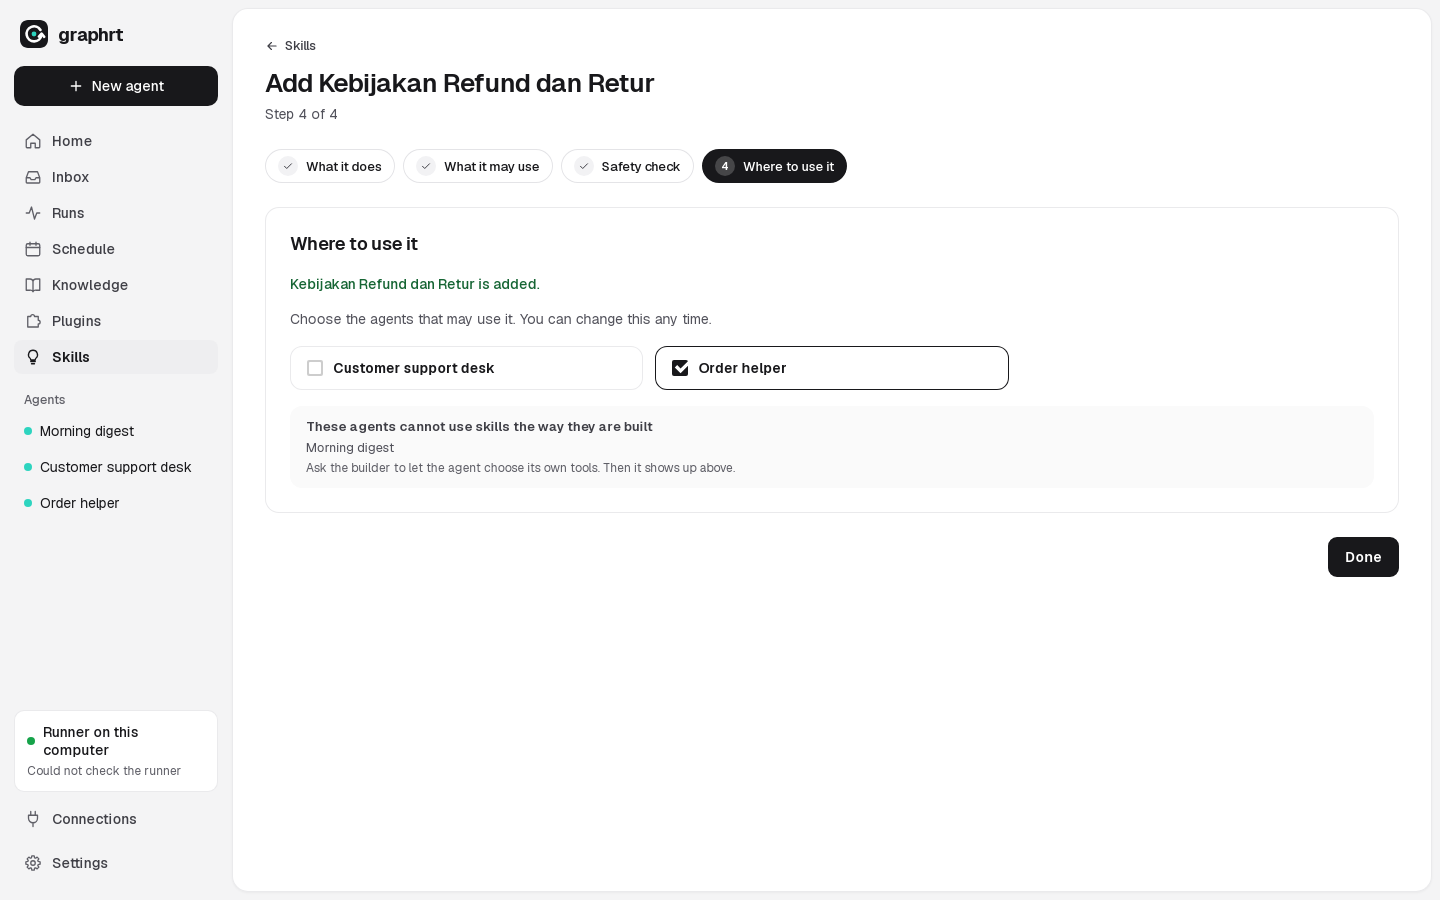 graphrt
New agent
Home
Inbox
Runs
Schedule
Knowledge
Plugins
Skills
Agents
Morning digest
Customer support desk
Order helper
Runner on this
computer
Could not check the runner
Connections
Settings
Skills
Add Kebijakan Refund dan Retur
Step 4 of 4
What it does
What it may use
Safety check
4 Where to use it
Where to use it
Kebijakan Refund dan Retur is added.
Choose the agents that may use it. You can change this any time.
Customer support desk
Order helper
These agents cannot use skills the way they are built
Morning digest
Ask the builder to let the agent choose its own tools. Then it shows up above.
Done